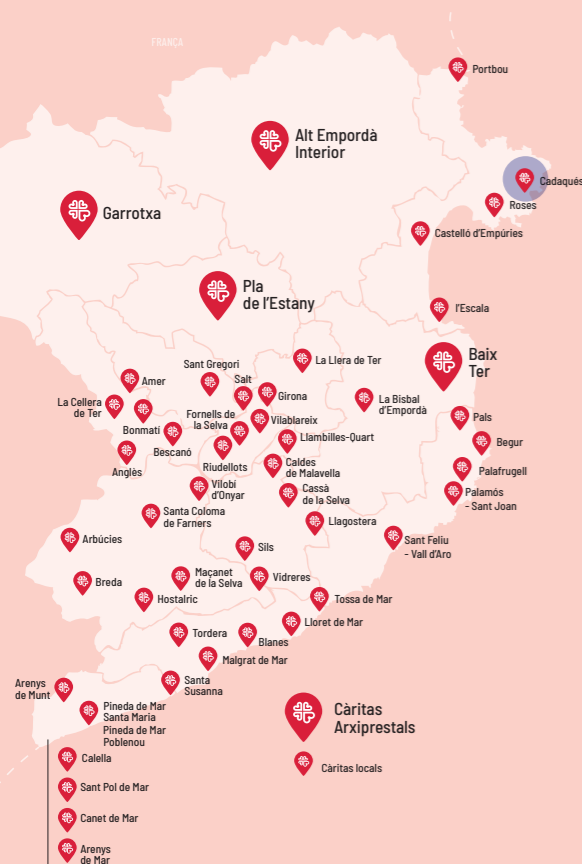 FRANÇA
Portbou
Alt Empordà
Interior
Cadaqués
Roses
Garrotxa
Castelló d'Empúries
Pla
de l'Estany
l'Escala
Baix
Ter
La Llera de Ter
Sant Gregori
Salt
Amer
Girona
La Bisbal
d'Empordà
La Cellera
de Ter
Fornells de
la Selva
Vilablareix
Pals
Bonmatí
Llambilles-Quart
Begur
Bescanó
Anglès
Riudellots
Caldes
de Malavella
Palafrugell
Vilobí
d'Onyar
Cassà
de la Selva
Palamós
- Sant Joan
Santa Coloma
de Farners
Llagostera
Arbúcies
Sils
Sant Feliu
- Vall d'Aro
Breda
Maçanet
de la Selva
Vidreres
Hostalric
Tossa de Mar
Lloret de Mar
Tordera
Blanes
Malgrat de Mar
Arenys
de Munt
Santa
Susanna
Pineda de Mar
Santa Maria
Pineda de Mar
Poblenou
Càritas
Arxiprestals
Calella
Càritas locals
Sant Pol de Mar
Canet de Mar
Arenys
de Mar